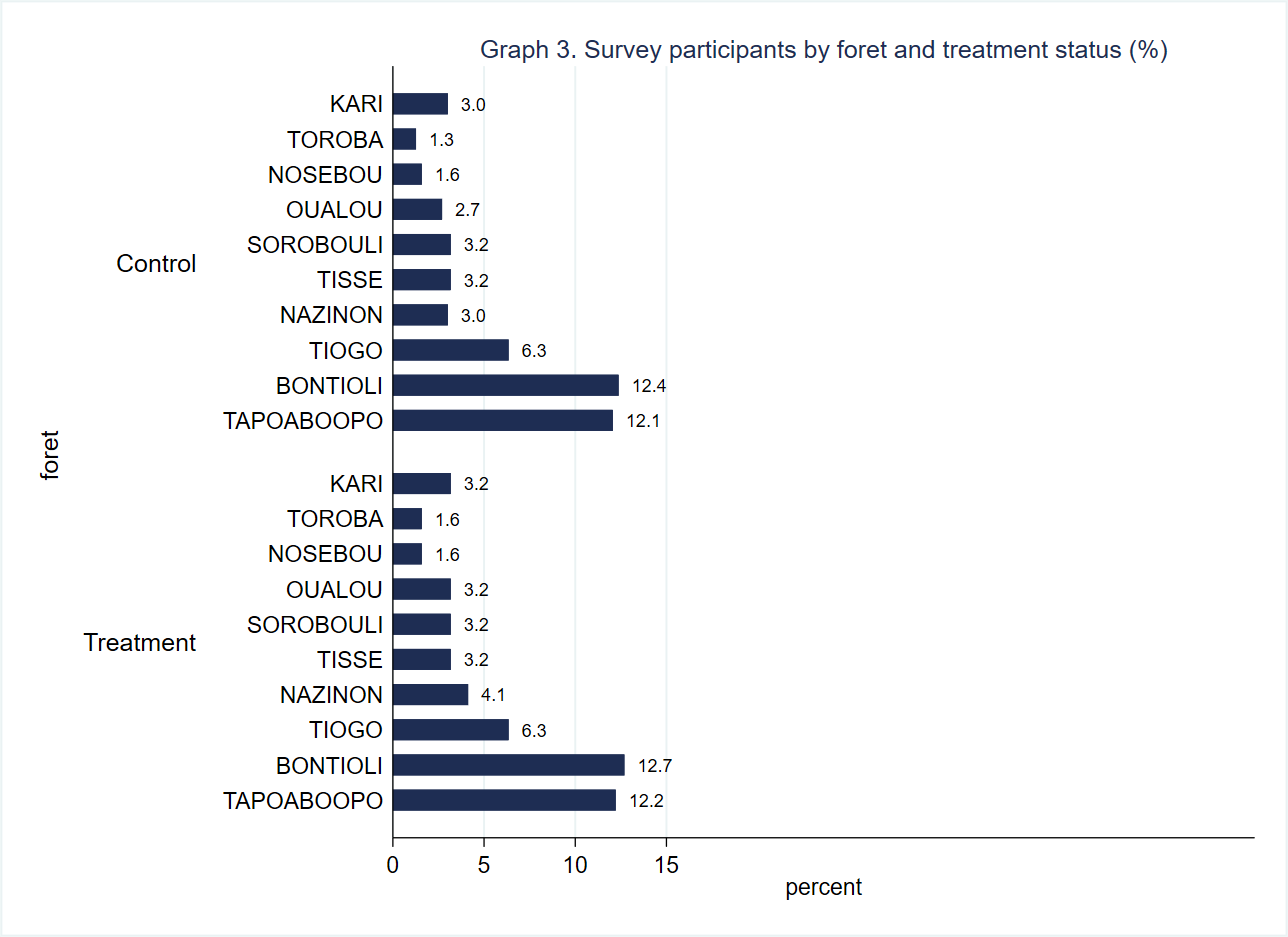 Graph 3. Survey participants by foret and treatment status (%)
foret
Control
KARI 3.0
TOROBA 1.3
NOSEBOU 1.6
OUALOU 2.7
SOROBOULI 3.2
TISSE 3.2
NAZINON 3.0
TIOGO 6.3
BONTIOLI 12.4
TAPOABOOPO 12.1
Treatment
KARI 3.2
TOROBA 1.6
NOSEBOU 1.6
OUALOU 3.2
SOROBOULI 3.2
TISSE 3.2
NAZINON 4.1
TIOGO 6.3
BONTIOLI 12.7
TAPOABOOPO 12.2
0 5 10 15
percent